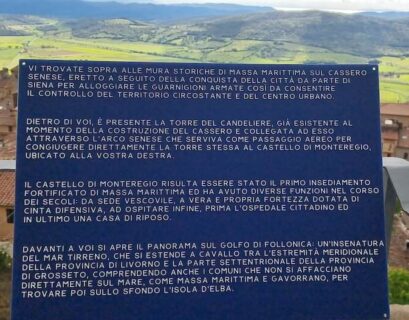 VI TROVATE SOPRA ALLE MURA STORICHE DI MASSA MARITTIMA SUL CASSERO
SENESE, ERETTO A SEGUITO DELLA CONQUISTA DELLA CITTÀ DA PARTE DI
SIENA PER ALLOGGIARE LE GUARNIGIONI ARMATE COSÌ DA CONSENTIRE
IL CONTROLLO DEL TERRITORIO CIRCOSTANTE E DEL CENTRO URBANO.
DIETRO DI VOI, È PRESENTE LA TORRE DEL CANDELIERE, GIÀ ESISTENTE AL
MOMENTO DELLA COSTRUZIONE DEL CASSERO E COLLEGATA AD ESSO
ATTRAVERSO L'ARCO SENESE CHE SERVIVA COME PASSAGGIO AEREO PER
CONGIUGERE DIRETTAMENTE LA TORRE STESSA AL CASTELLO DI MONTEREGIO,
UBICATO ALLA VOSTRA DESTRA.
IL CASTELLO DI MONTEREGIO RISULTA ESSERE STATO IL PRIMO INSEDIAMENTO
FORTIFICATO DI MASSA MARITTIMA ED HA AVUTO DIVERSE FUNZIONI NEL CORSO
DEI SECOLI: DA SEDE VESCOVILE, A VERA E PROPRIO FORTEZZA DOTATA DI
CINTA DIFENSIVA, AD OSPITARE INFINE, PRIMA L'OSPEDALE CITTADINO ED
IN ULTIMO UNA CASA DI RIPOSO.
DAVANTI A VOI SI APRE IL PANORAMA SUL GOLFO DI FOLLONICA: UN'INSENATURA
DEL MAR TIRRENO, CHE SI ESTENDE A CAVALLO TRA L'ESTREMITÀ MERIDIONALE
DELLA PROVINCIA DI LIVORNO E LA PARTE SETTENTRIONALE DELLA PROVINCIA
DI GROSSETO, COMPRENDENDO ANCHE I COMUNI CHE NON SI AFFACCIANO
DIRETTAMENTE SUL MARE, COME MASSA MARITTIMA E GAVORRANO, PER
TROVARE POI SULLO SFONDO L'ISOLA D'ELBA.